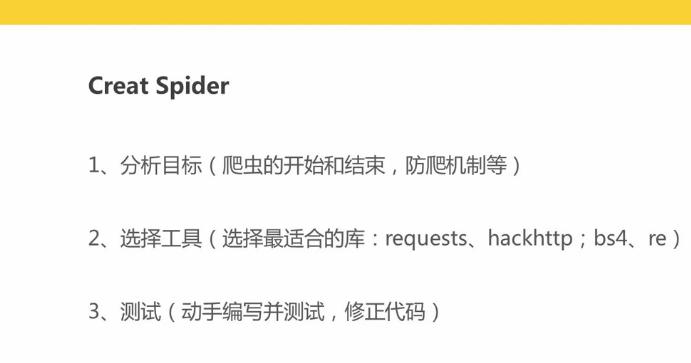 Creat Spider
1、分析目标（爬虫的开始和结束，防爬机制等）
2、选择工具（选择最适合的库：requests、hackhttp；bs4、re）
3、测试（动手编写并测试，修正代码）